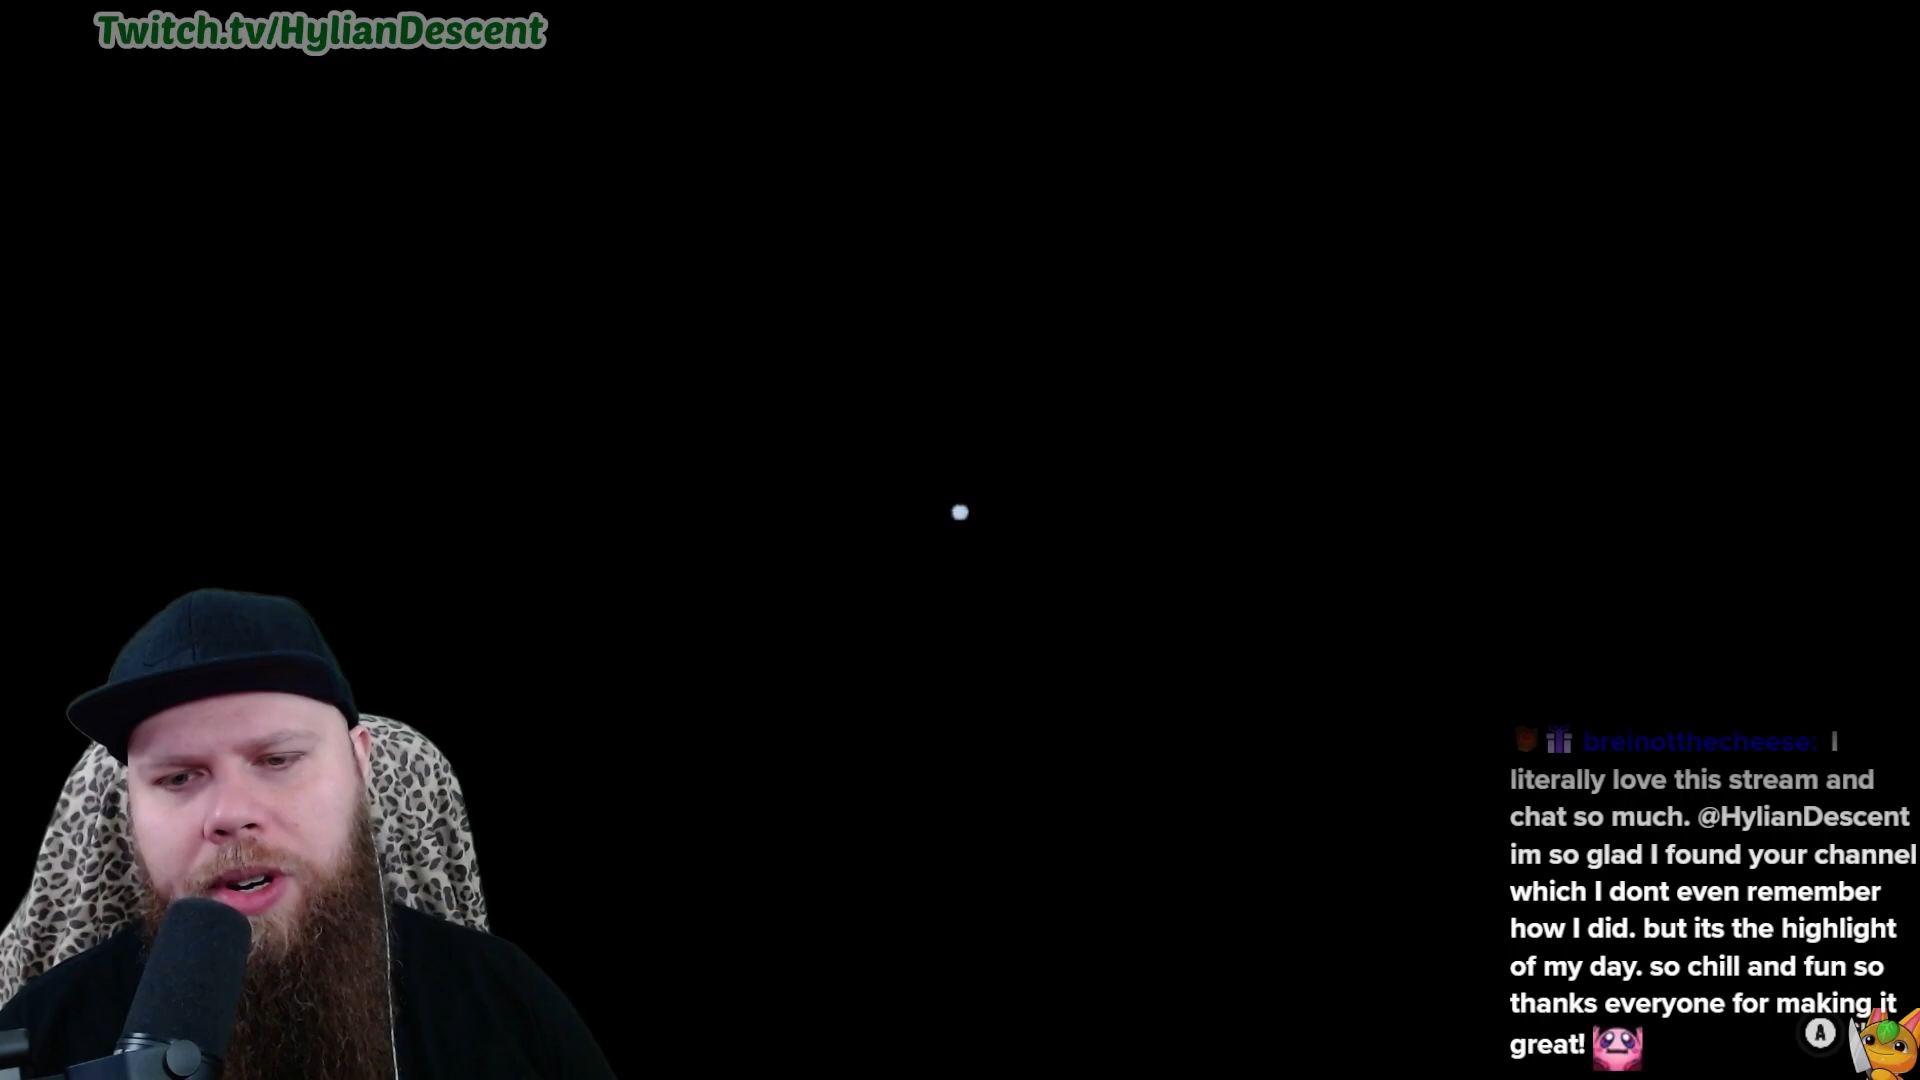 Twitch.tv/HylianDescent
breinotthecheese: I
literally love this stream and
chat so much. @HylianDescent
im so glad I found your channel
which I dont even remember
how I did. but its the highlight
of my day. so chill and fun so
thanks everyone for making it
great!
A